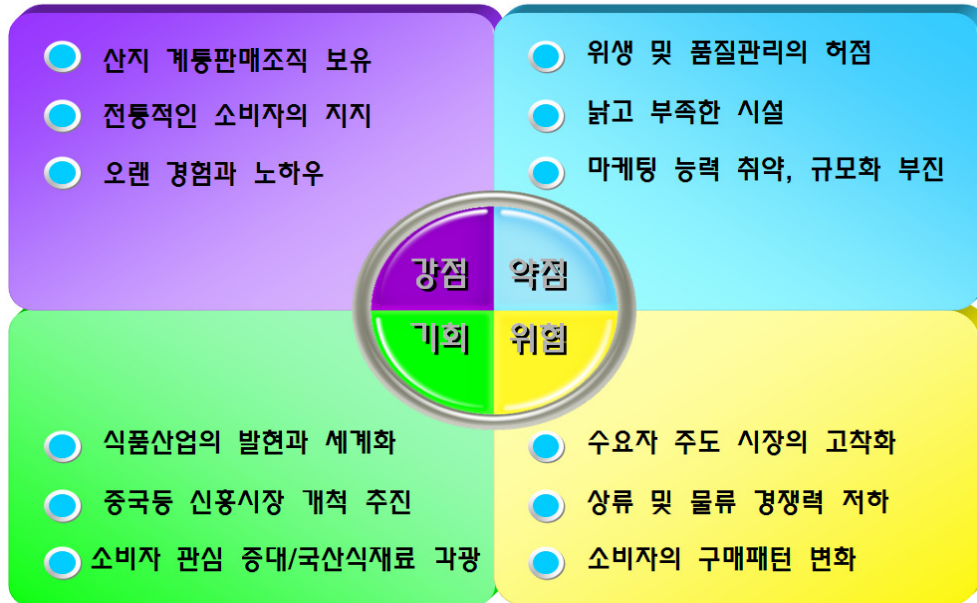 산지 계통판매조직 보유
전통적인 소비자의 지지
오랜 경험과 노하우
위생 및 품질관리의 허점
낡고 부족한 시설
마케팅 능력 취약, 규모화 부진
강점
약점
기회
위협
식품산업의 발현과 세계화
중국등 신흥시장 개척 추진
소비자 관심 증대/국산식재료 각광
수요자 주도 시장의 고착화
상류 및 물류 경쟁력 저하
소비자의 구매패턴 변화